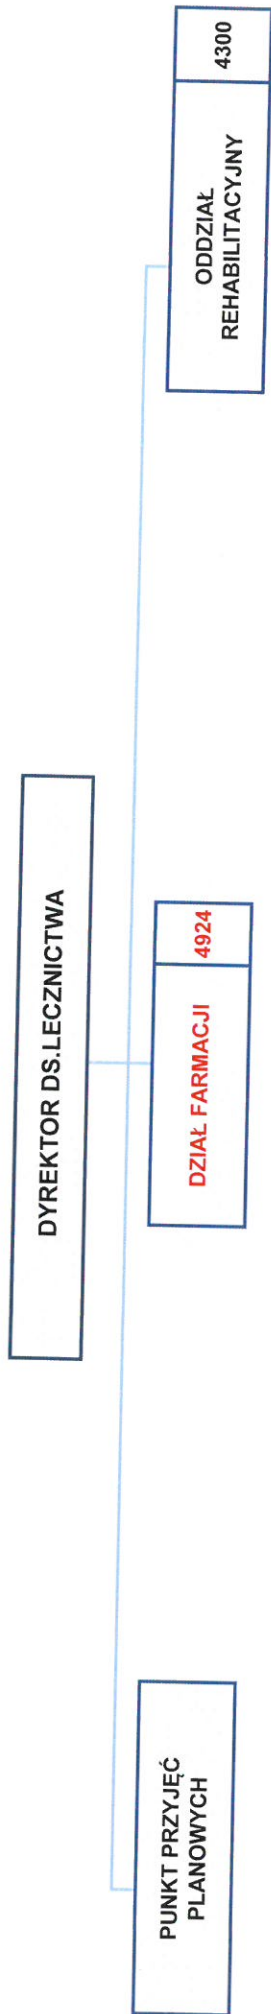 DYREKTOR DS.LECZNICTWA
PUNKT PRZYJĘĆ
PLANOWYCH
DZIAŁ FARMACJI
4924
ODDZIAŁ
REHABILITACYJNY
4300